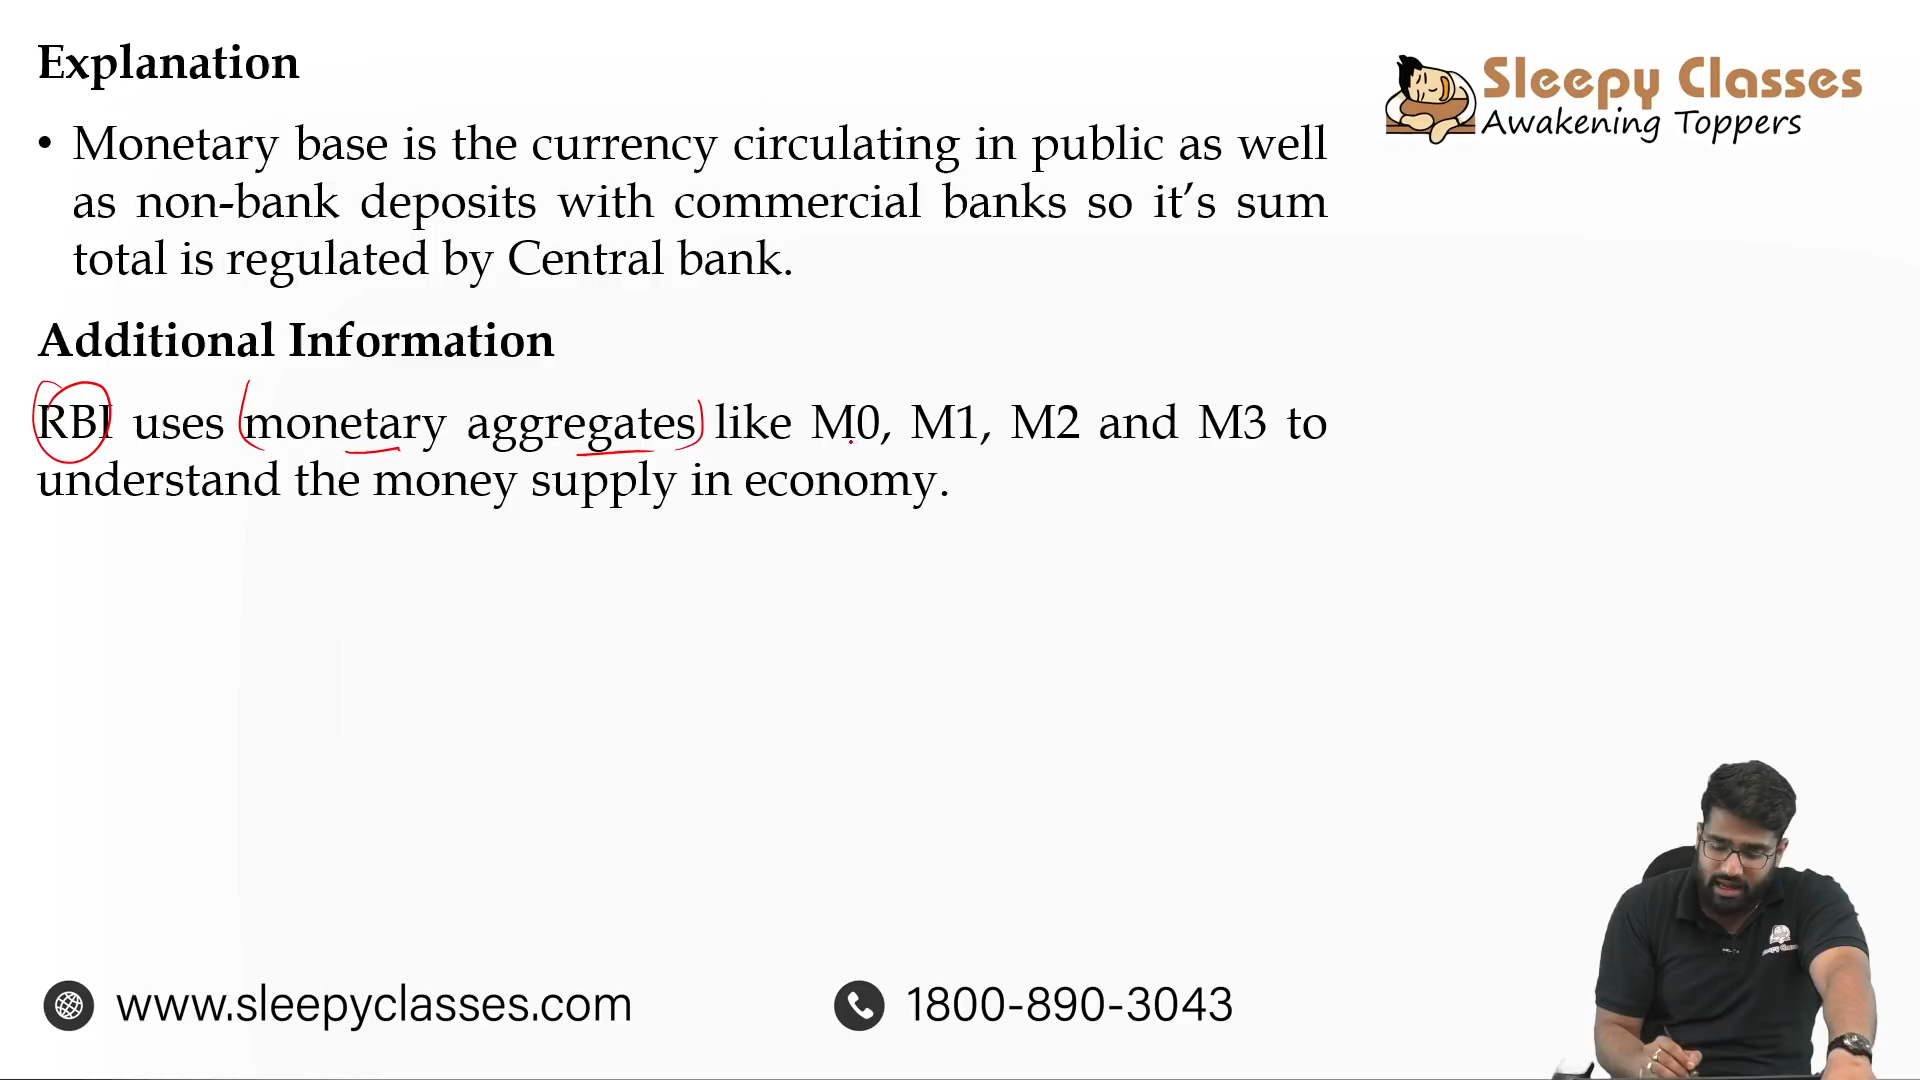 Explanation
Sleepy Classes
Awakening Toppers
• Monetary base is the currency circulating in public as well
as non-bank deposits with commercial banks so it’s sum
total is regulated by Central bank.
Additional Information
RBI uses monetary aggregates like M0, M1, M2 and M3 to
understand the money supply in economy.
www.sleepyclasses.com
1800-890-3043